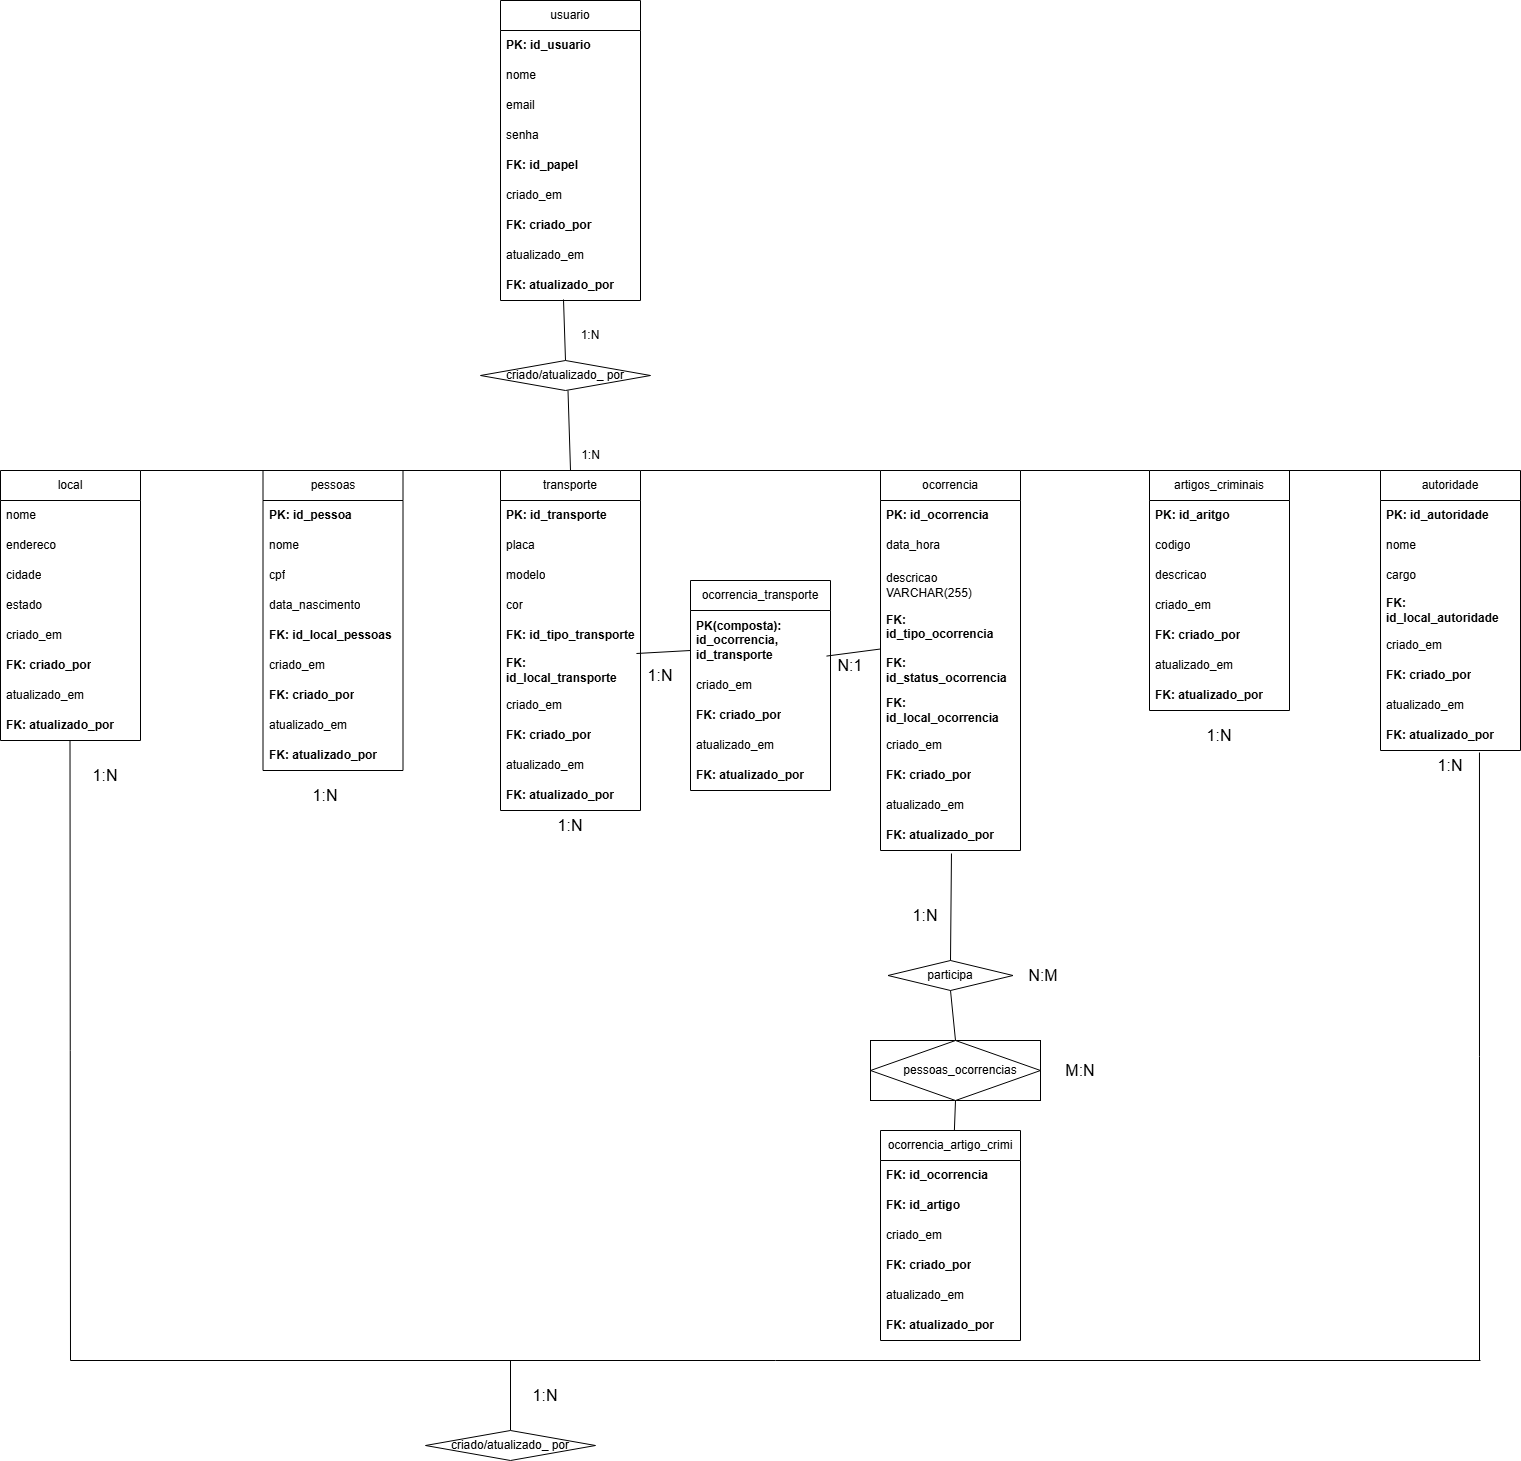 usuario
PK: id_usuario
nome
email
senha
FK: id_papel
criado_em
FK: criado_por
atualizado_em
FK: atualizado_por
1:N
criado/atualizado_ por
1:N
local
nome
endereco
cidade
estado
criado_em
FK: criado_por
atualizado_em
FK: atualizado_por
1:N
pessoas
PK: id_pessoa
nome
cpf
data_nascimento
FK: id_local_pessoas
criado_em
FK: criado_por
atualizado_em
FK: atualizado_por
1:N
transporte
PK: id_transporte
placa
modelo
cor
FK: id_tipo_transporte
FK:
id_local_transporte
criado_em
FK: criado_por
atualizado_em
FK: atualizado_por
1:N
1:N
ocorrencia_transporte
PK(composta):
id_ocorrencia,
id_transporte
criado_em
FK: criado_por
atualizado_em
FK: atualizado_por
N:1
ocorrencia
PK: id_ocorrencia
data_hora
descricao
VARCHAR(255)
FK:
id_tipo_ocorrencia
FK:
id_status_ocorrencia
FK:
id_local_ocorrencia
criado_em
FK: criado_por
atualizado_em
FK: atualizado_por
artigos_criminais
PK: id_aritgo
codigo
descricao
criado_em
FK: criado_por
atualizado_em
FK: atualizado_por
1:N
autoridade
PK: id_autoridade
nome
cargo
FK:
id_local_autoridade
criado_em
FK: criado_por
atualizado_em
FK: atualizado_por
1:N
1:N
participa
N:M
pessoas_ocorrencias
M:N
ocorrencia_artigo_crimi
FK: id_ocorrencia
FK: id_artigo
criado_em
FK: criado_por
atualizado_em
FK: atualizado_por
1:N
criado/atualizado_ por